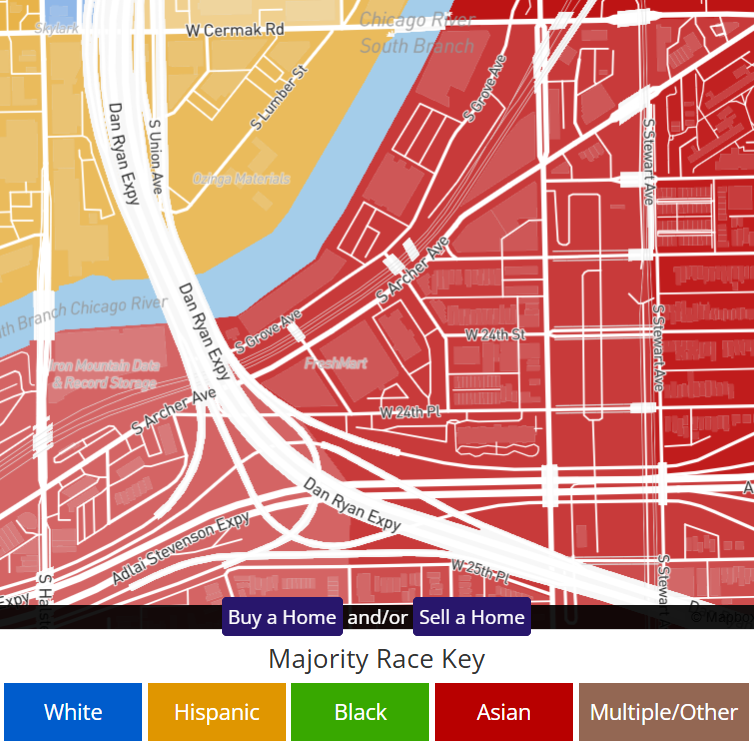 Chicago River
South Branch
Skylark
W Cermak Rd
S Lumber St
S Grove Ave
Dan Ryan Expy
S Union Ave
S Stewart Ave
Ozinga Materials
S Archer Ave
th Branch Chicago River
Dan Ryan Expy
S Grove Ave
W 24th St
S Stewart Ave
Iron Mountain Data
& Record Storage
FreshMart
S Archer Ave
W 24th Pl
Dan Ryan Expy
A
Adlai Stevenson Expy
W 25th Pl
S Stewar
S Halst
Expy
D
© Mapbox
Buy a Home and/or Sell a Home
Majority Race Key
White Hispanic Black Asian Multiple/Other